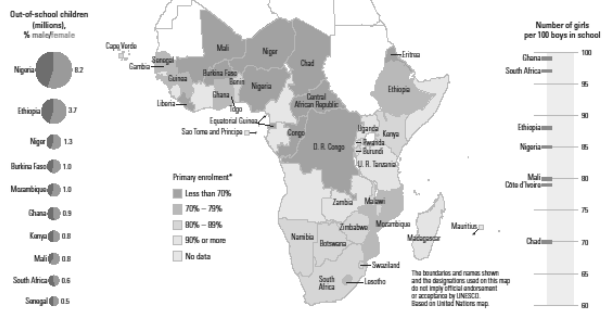 Out-of-school children
(millions),
% male/female
Nigeria 8.2
Ethiopia 3.7
Niger 1.3
Burkina Faso 1.0
Mozambique 1.0
Ghana 0.9
Kenya 0.8
Mali 0.8
South Africa 0.6
Senegal 0.5
Cape Verde
Senegal
Gambia
Guinea
Liberia
Mali
Niger
Chad
Eritrea
Burkina Faso
Benin
Nigeria
Ghana
Togo
Ethiopia
Central
African Republic
Equatorial Guinea
Sao Tome and Principe
Congo
D. R. Congo
Uganda
Kenya
Rwanda
Burundi
U. R. Tanzania
Zambia
Malawi
Mozambique
Zimbabwe
Namibia
Botswana
Madagascar
Mauritius
Swaziland
South
Africa
Lesotho
Primary enrolment*
Less than 70%
70% – 79%
80% – 89%
90% or more
No data
The boundaries and names shown
and the designations used on this map
do not imply official endorsement
or acceptance by UNESCO.
Based on United Nations map.
Number of girls
per 100 boys in school
100
Ghana
South Africa
90
Ethiopia
Nigeria
80
Mali
Côte d'Ivoire
Chad
70
60